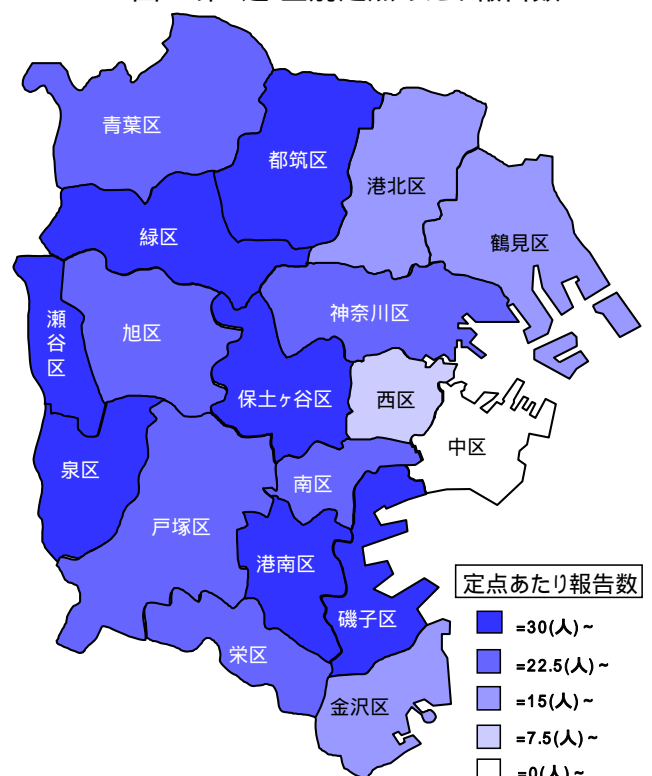 青葉区
都筑区
港北区
緑区
鶴見区
瀬谷区
旭区
神奈川区
保土ヶ谷区
西区
中区
泉区
南区
戸塚区
港南区
磯子区
栄区
金沢区
定点あたり報告数
=30(人)~
=22.5(人)~
=15(人)~
=7.5(人)~
=0(人)~